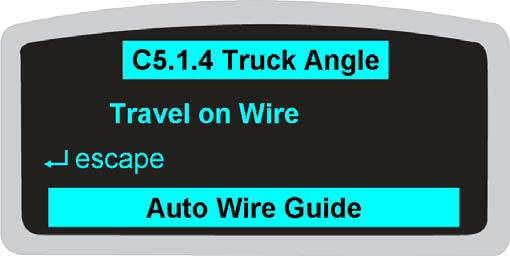 C5.1.4 Truck Angle
Travel on Wire
↵ escape
Auto Wire Guide